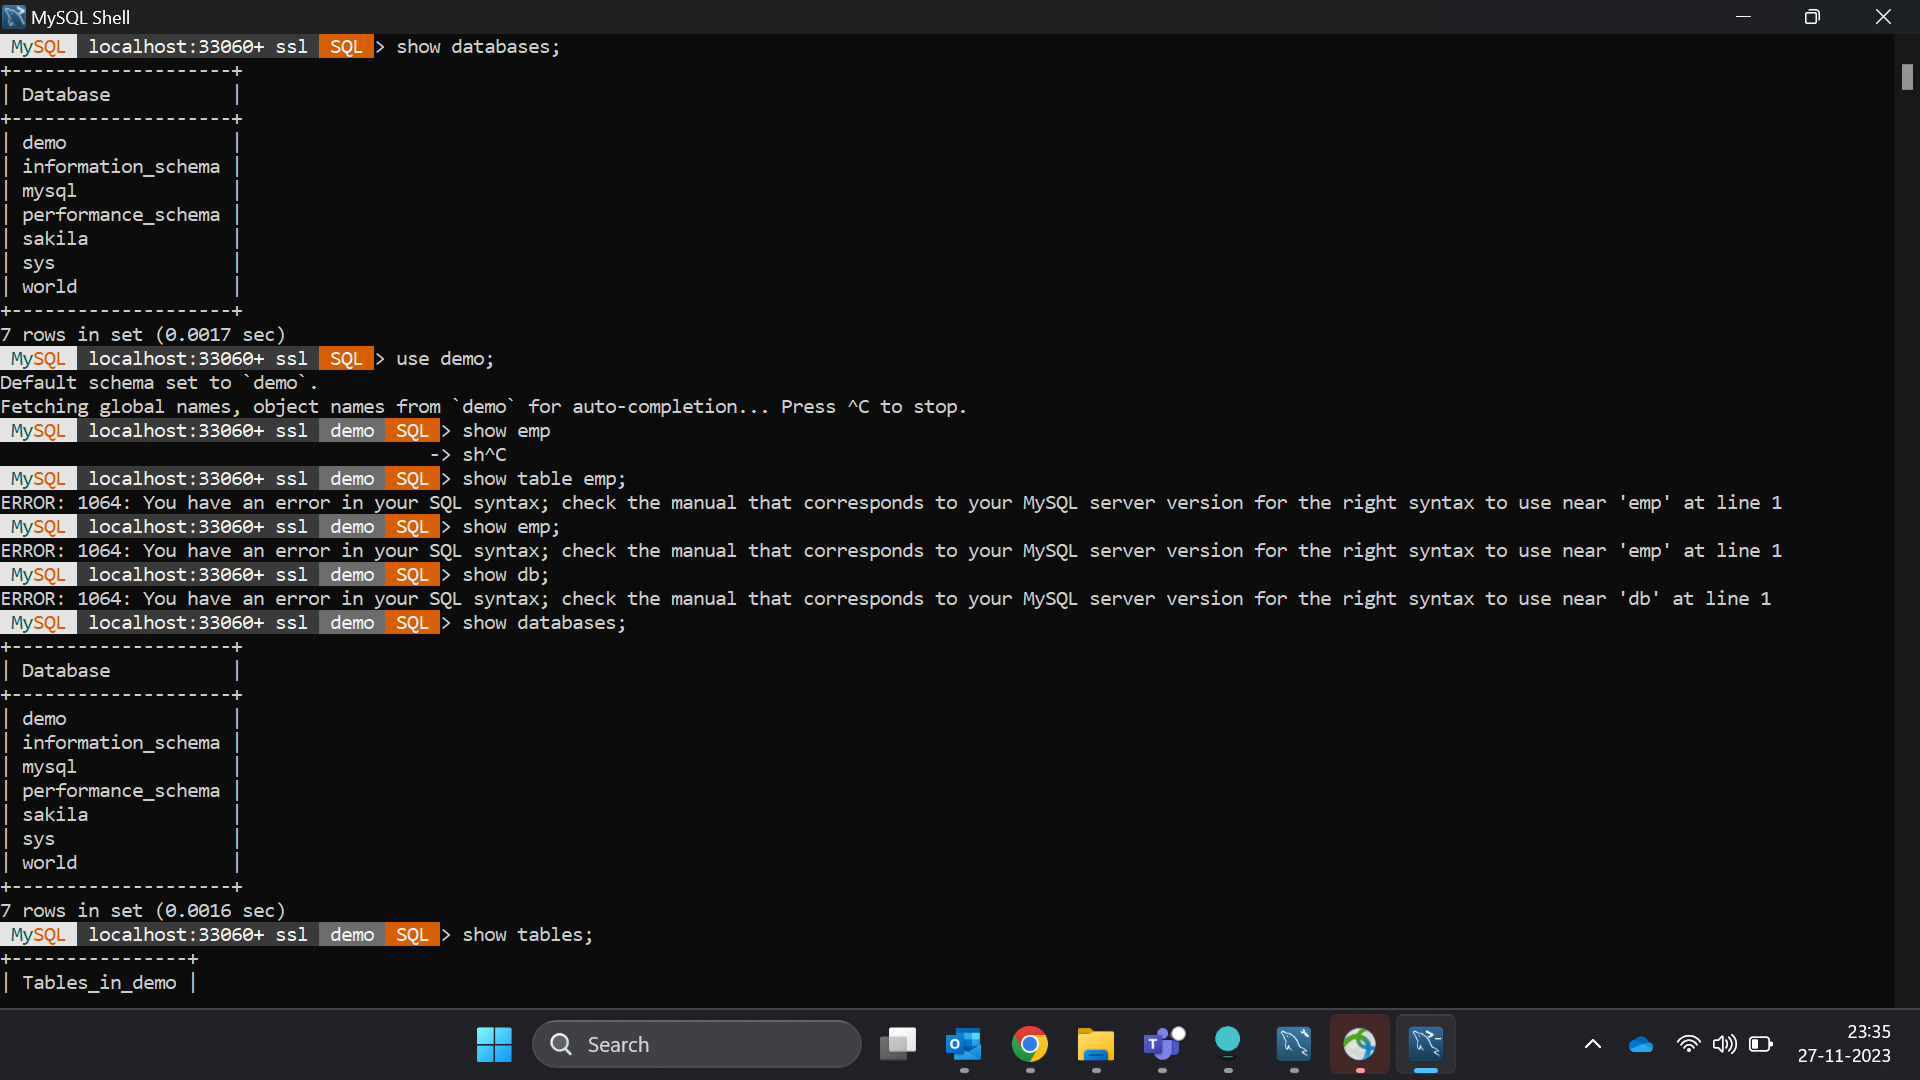 MySQL Shell
MySQL localhost:33060+ ssl SQL > show databases;
+--------------------+
| Database           |
+--------------------+
| demo               |
| information_schema |
| mysql              |
| performance_schema |
| sakila             |
| sys                |
| world              |
+--------------------+
7 rows in set (0.0017 sec)
MySQL localhost:33060+ ssl SQL > use demo;
Default schema set to `demo`.
Fetching global names, object names from `demo` for auto-completion... Press ^C to stop.
MySQL localhost:33060+ ssl demo SQL > show emp
-> sh^C
MySQL localhost:33060+ ssl demo SQL > show table emp;
ERROR: 1064: You have an error in your SQL syntax; check the manual that corresponds to your MySQL server version for the right syntax to use near 'emp' at line 1
MySQL localhost:33060+ ssl demo SQL > show emp;
ERROR: 1064: You have an error in your SQL syntax; check the manual that corresponds to your MySQL server version for the right syntax to use near 'emp' at line 1
MySQL localhost:33060+ ssl demo SQL > show db;
ERROR: 1064: You have an error in your SQL syntax; check the manual that corresponds to your MySQL server version for the right syntax to use near 'db' at line 1
MySQL localhost:33060+ ssl demo SQL > show databases;
+--------------------+
| Database           |
+--------------------+
| demo               |
| information_schema |
| mysql              |
| performance_schema |
| sakila             |
| sys                |
| world              |
+--------------------+
7 rows in set (0.0016 sec)
MySQL localhost:33060+ ssl demo SQL > show tables;
+----------------+
| Tables_in_demo |
Search
23:35
27-11-2023